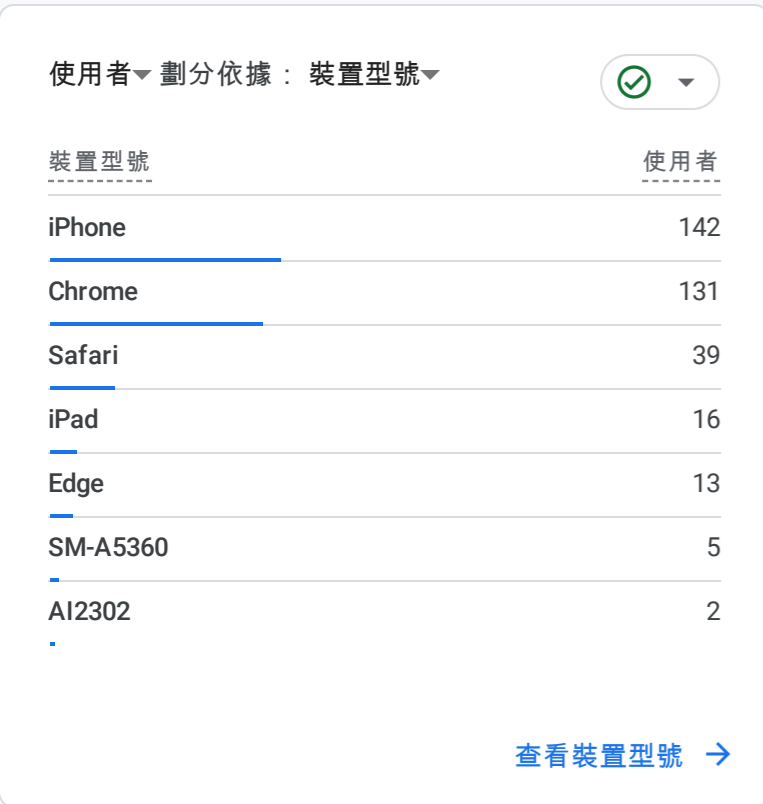 使用者 劃分依據： 裝置型號
裝置型號 使用者
iPhone 142
Chrome 131
Safari 39
iPad 16
Edge 13
SM-A5360 5
AI2302 2
查看裝置型號